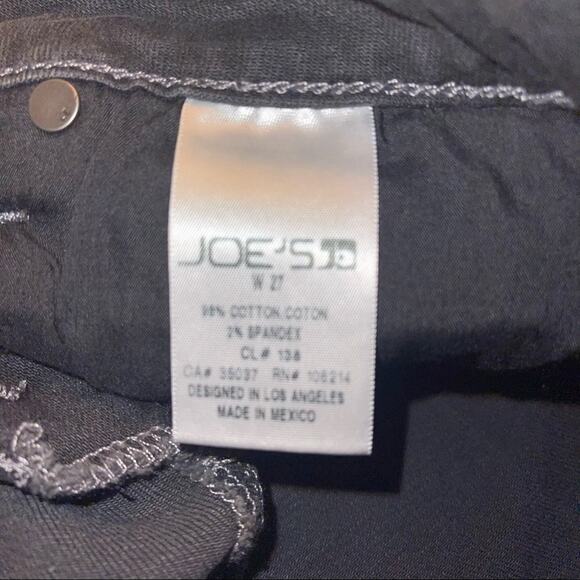 JOE'S
W 27
98% COTTON.COTON
2% SPANDEX
CL# 138
CA# 35037 RN# 106214
DESIGNED IN LOS ANGELES
MADE IN MEXICO